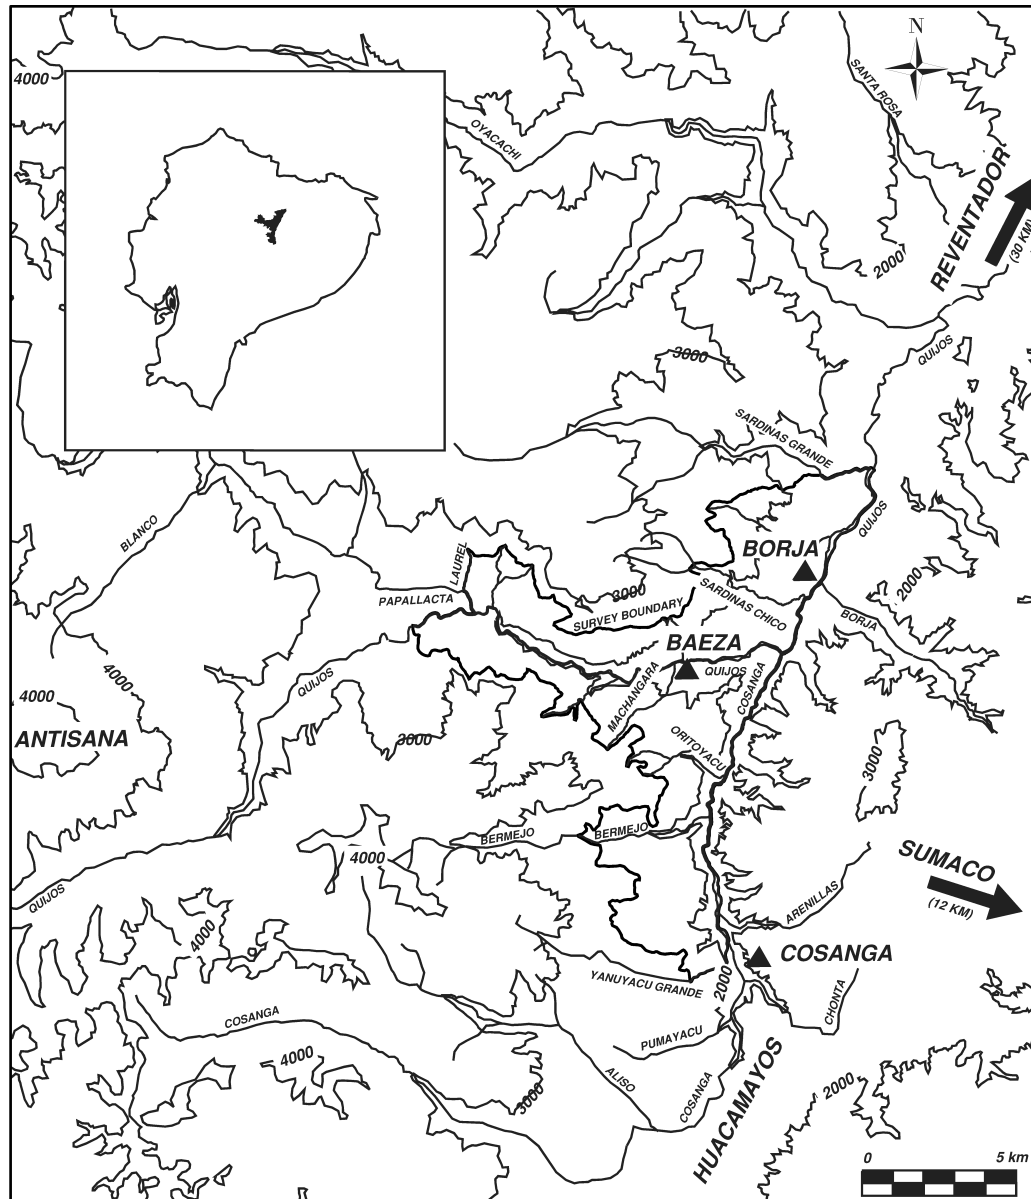 N
4000
SANTA ROSA
OYACACHI
REVENTADOR
(30 KM)
2000
QUIJOS
3000
SARDINAS GRANDE
BLANCO
QUIJOS
BORJA
LAUREL
PAPALLACTA
3000
SURVEY BOUNDARY
SARDINAS CHICO
2000
BORJA
BAEZA
QUIJOS
4000
QUIJOS
MACHANGARA
COSANGA
4000
ANTISANA
3000
ORITOYACU
3000
BERMEJO
BERMEJO
4000
SUMACO
(12 KM)
QUIJOS
ARENILLAS
4000
COSANGA
YANUYACU GRANDE
2000
CHONTA
COSANGA
PUMAYACU
4000
ALISO
3000
COSANGA
HUACAMAYOS
2000
0 5 km